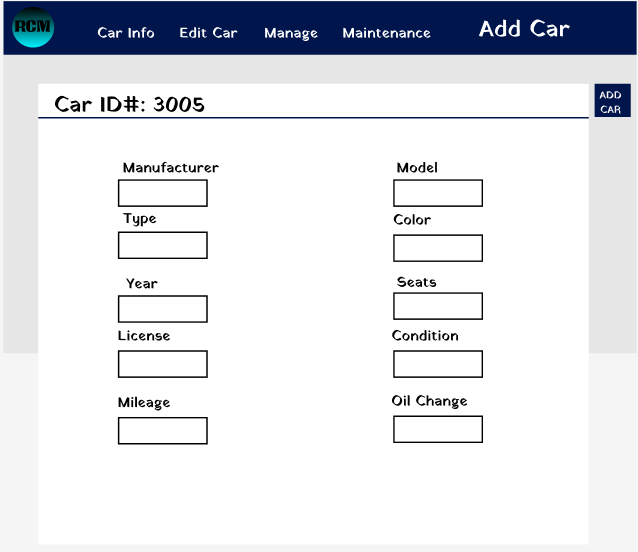 RCM
Car Info Edit Car Manage Maintenance Add Car
Car ID#: 3005
ADD
CAR
Manufacturer Model
Type Color
Year Seats
License Condition
Mileage Oil Change